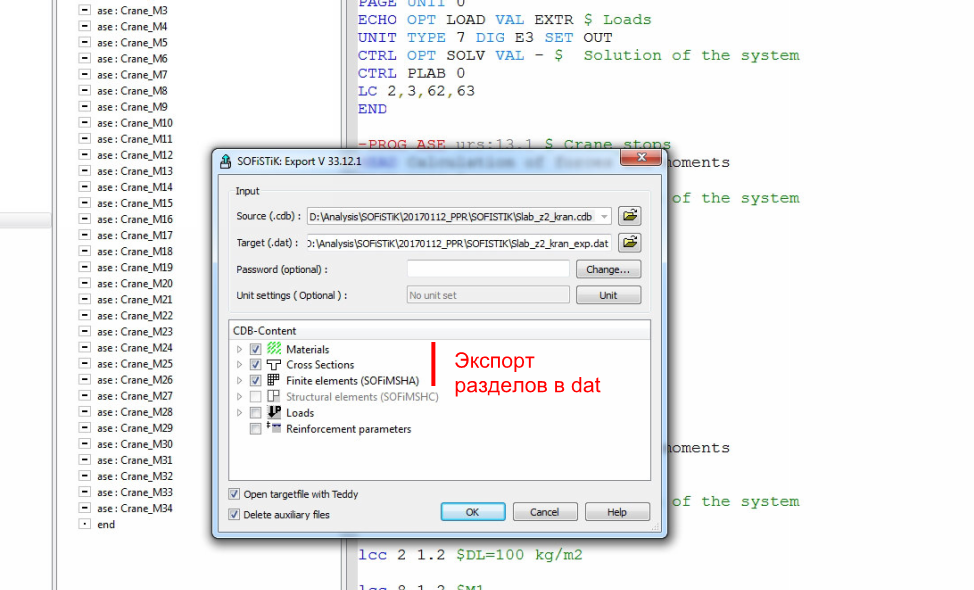 ase : Crane_M3
ase : Crane_M4
ase : Crane_M5
ase : Crane_M6
ase : Crane_M7
ase : Crane_M8
ase : Crane_M9
ase : Crane_M10
ase : Crane_M11
ase : Crane_M12
ase : Crane_M13
ase : Crane_M14
ase : Crane_M15
ase : Crane_M16
ase : Crane_M17
ase : Crane_M18
ase : Crane_M19
ase : Crane_M20
ase : Crane_M21
ase : Crane_M22
ase : Crane_M23
ase : Crane_M24
ase : Crane_M25
ase : Crane_M26
ase : Crane_M27
ase : Crane_M28
ase : Crane_M29
ase : Crane_M30
ase : Crane_M31
ase : Crane_M32
ase : Crane_M33
ase : Crane_M34
end
PAGE UNII 0
ECHO OPT LOAD VAL EXTR $ Loads
UNIT TYPE 7 DIG E3 SET OUT
CTRL OPT SOLV VAL - $  Solution of the system
CTRL PLAB 0
LC 2,3,62,63
END
-PROG ASE urs:13.1 $ Crane stops
Calculation of forces moments
of the system
moments
of the system
lcc 2 1.2 $DL=100 kg/m2
lcc 8 1.2 $M1
SOFiSTiK: Export V 33.12.1
Input
Source (.cdb) : D:\Analysis\SOFiSTiK\20170112_PPR\SOFISTIK\Slab_z2_kran.cdb
Target (.dat) : D:\Analysis\SOFiSTiK\20170112_PPR\SOFISTIK\Slab_z2_kran_exp.dat
Password (optional) : Change...
Unit settings ( Optional ) : No unit set Unit
CDB-Content
Materials
Cross Sections
Finite elements (SOFiMSHA)
Structural elements (SOFiMSHC)
Loads
Reinforcement parameters
Экспорт
разделов в dat
Open targetfile with Teddy
Delete auxiliary files
OK Cancel Help